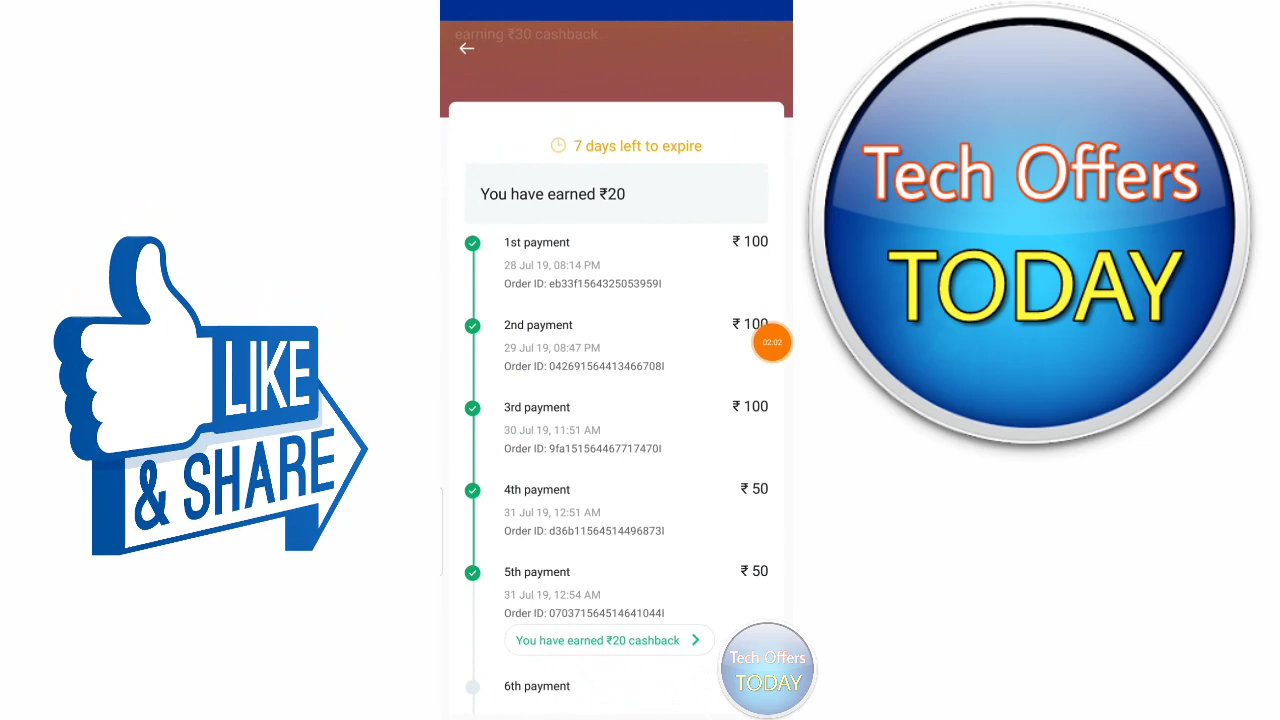 earning ₹30 cashback
7 days left to expire
You have earned ₹20
1st payment
₹ 100
28 Jul 19, 08:14 PM
Order ID: eb33f1564325053959I
2nd payment
₹ 100
29 Jul 19, 08:47 PM
Order ID: 042691564413466708I
02:02
3rd payment
₹ 100
30 Jul 19, 11:51 AM
Order ID: 9fa151564467717470I
4th payment
₹ 50
31 Jul 19, 12:51 AM
Order ID: d36b11564514496873I
5th payment
₹ 50
31 Jul 19, 12:54 AM
Order ID: 070371564514641044I
You have earned ₹20 cashback
6th payment
LIKE
& SHARE
Tech Offers
TODAY
Tech Offers
TODAY